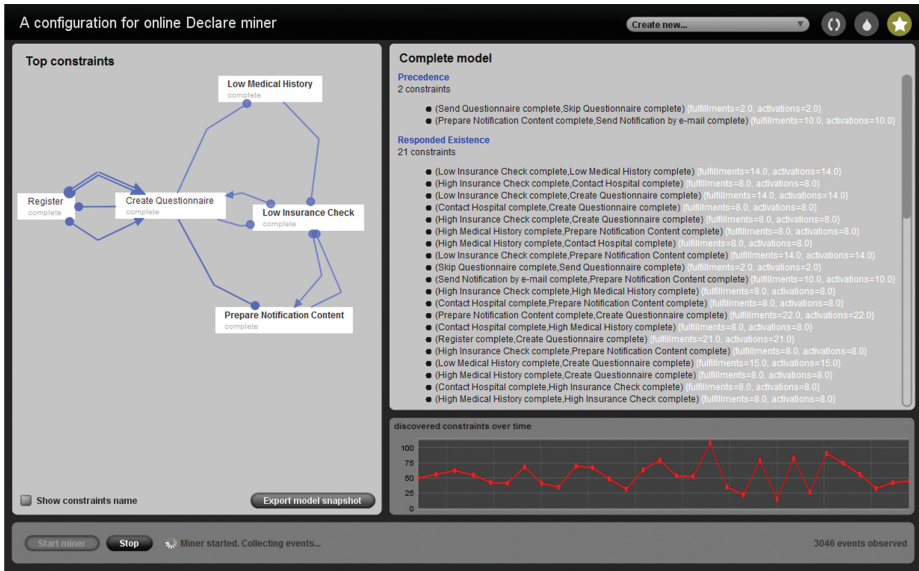 A configuration for online Declare miner
Create new...
Top constraints
Low Medical History
complete
Register
complete
Create Questionnaire
complete
Low Insurance Check
complete
Prepare Notification Content
complete
Show constraints name
Export model snapshot
Complete model
Precedence
2 constraints
(Send Questionnaire complete,Skip Questionnaire complete) {fulfillments=2.0, activations=2.0}
(Prepare Notification Content complete,Send Notification by e-mail complete) {fulfillments=10.0, activations=10.0}
Responded Existence
21 constraints
(Low Insurance Check complete,Low Medical History complete) {fulfillments=14.0, activations=14.0}
(High Insurance Check complete,Contact Hospital complete) {fulfillments=8.0, activations=8.0}
(Low Insurance Check complete,Create Questionnaire complete) {fulfillments=14.0, activations=14.0}
(Contact Hospital complete,Create Questionnaire complete) {fulfillments=8.0, activations=8.0}
(High Insurance Check complete,Create Questionnaire complete) {fulfillments=8.0, activations=8.0}
(High Medical History complete,Prepare Notification Content complete) {fulfillments=8.0, activations=8.0}
(High Medical History complete,Contact Hospital complete) {fulfillments=8.0, activations=8.0}
(Low Insurance Check complete,Prepare Notification Content complete) {fulfillments=14.0, activations=14.0}
(Skip Questionnaire complete,Send Questionnaire complete) {fulfillments=2.0, activations=2.0}
(Send Notification by e-mail complete,Prepare Notification Content complete) {fulfillments=10.0, activations=10.0}
(High Insurance Check complete,High Medical History complete) {fulfillments=8.0, activations=8.0}
(Contact Hospital complete,Prepare Notification Content complete) {fulfillments=8.0, activations=8.0}
(Prepare Notification Content complete,Create Questionnaire complete) {fulfillments=22.0, activations=22.0}
(Contact Hospital complete,High Medical History complete) {fulfillments=8.0, activations=8.0}
(Register complete,Create Questionnaire complete) {fulfillments=21.0, activations=21.0}
(High Insurance Check complete,Prepare Notification Content complete) {fulfillments=8.0, activations=8.0}
(Low Medical History complete,Create Questionnaire complete) {fulfillments=15.0, activations=15.0}
(High Medical History complete,Create Questionnaire complete) {fulfillments=8.0, activations=8.0}
(Contact Hospital complete,High Insurance Check complete) {fulfillments=8.0, activations=8.0}
(High Medical History complete,High Insurance Check complete) {fulfillments=8.0, activations=8.0}
discovered constraints over time
100
75
50
25
0
Start miner
Stop
Miner started. Collecting events...
3046 events observed